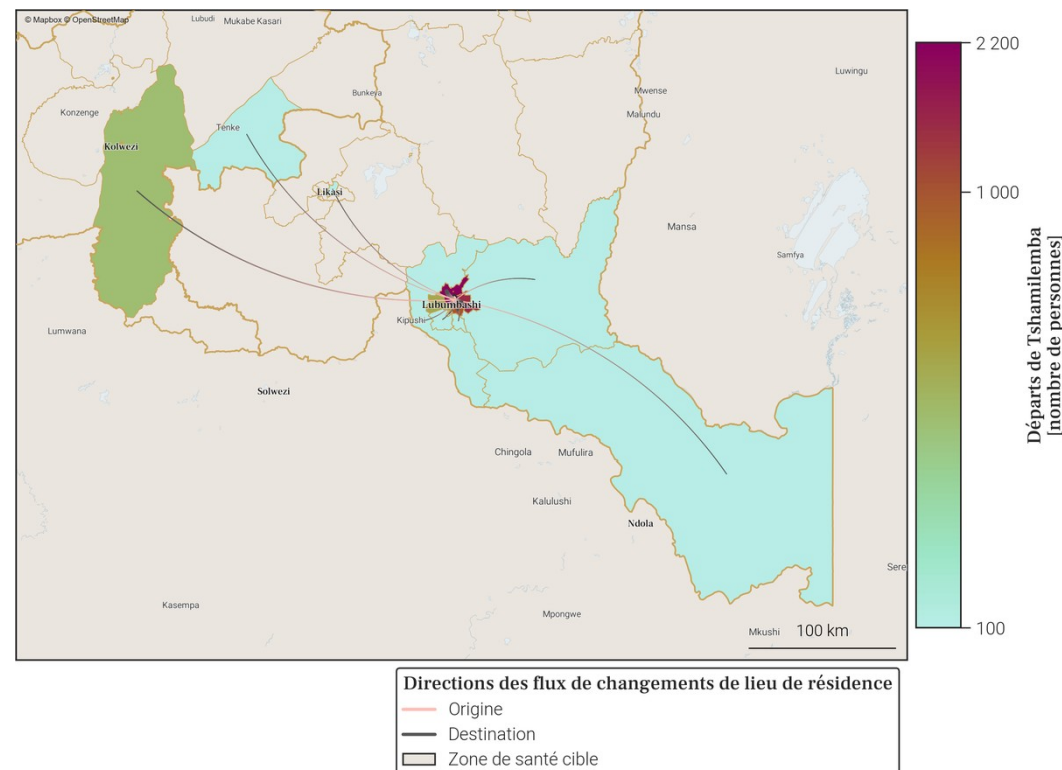 © Mapbox © OpenStreetMap
Lubudi
Mukabe Kasari
Konzenge
Bunkeya
Mwense
Luwingu
Malundu
Tenke
Kolwezi
Likasi
Mansa
Samfya
Lubumbashi
Kipushi
Lumwana
Solwezi
Chingola
Mufulira
Kalulushi
Ndola
Sere
Kasempa
Mpongwe
Mkushi
100 km
2 200
1 000
100
Départs de Tshamilemba
[nombre de persones]
Directions des flux de changements de lieu de résidence
Origine
Destination
Zone de santé cible